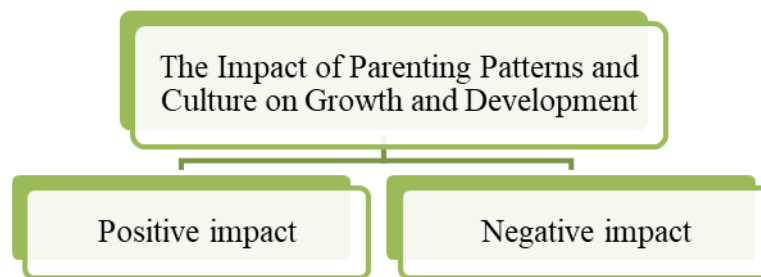 The Impact of Parenting Patterns and
Culture on Growth and Development
Positive impact
Negative impact